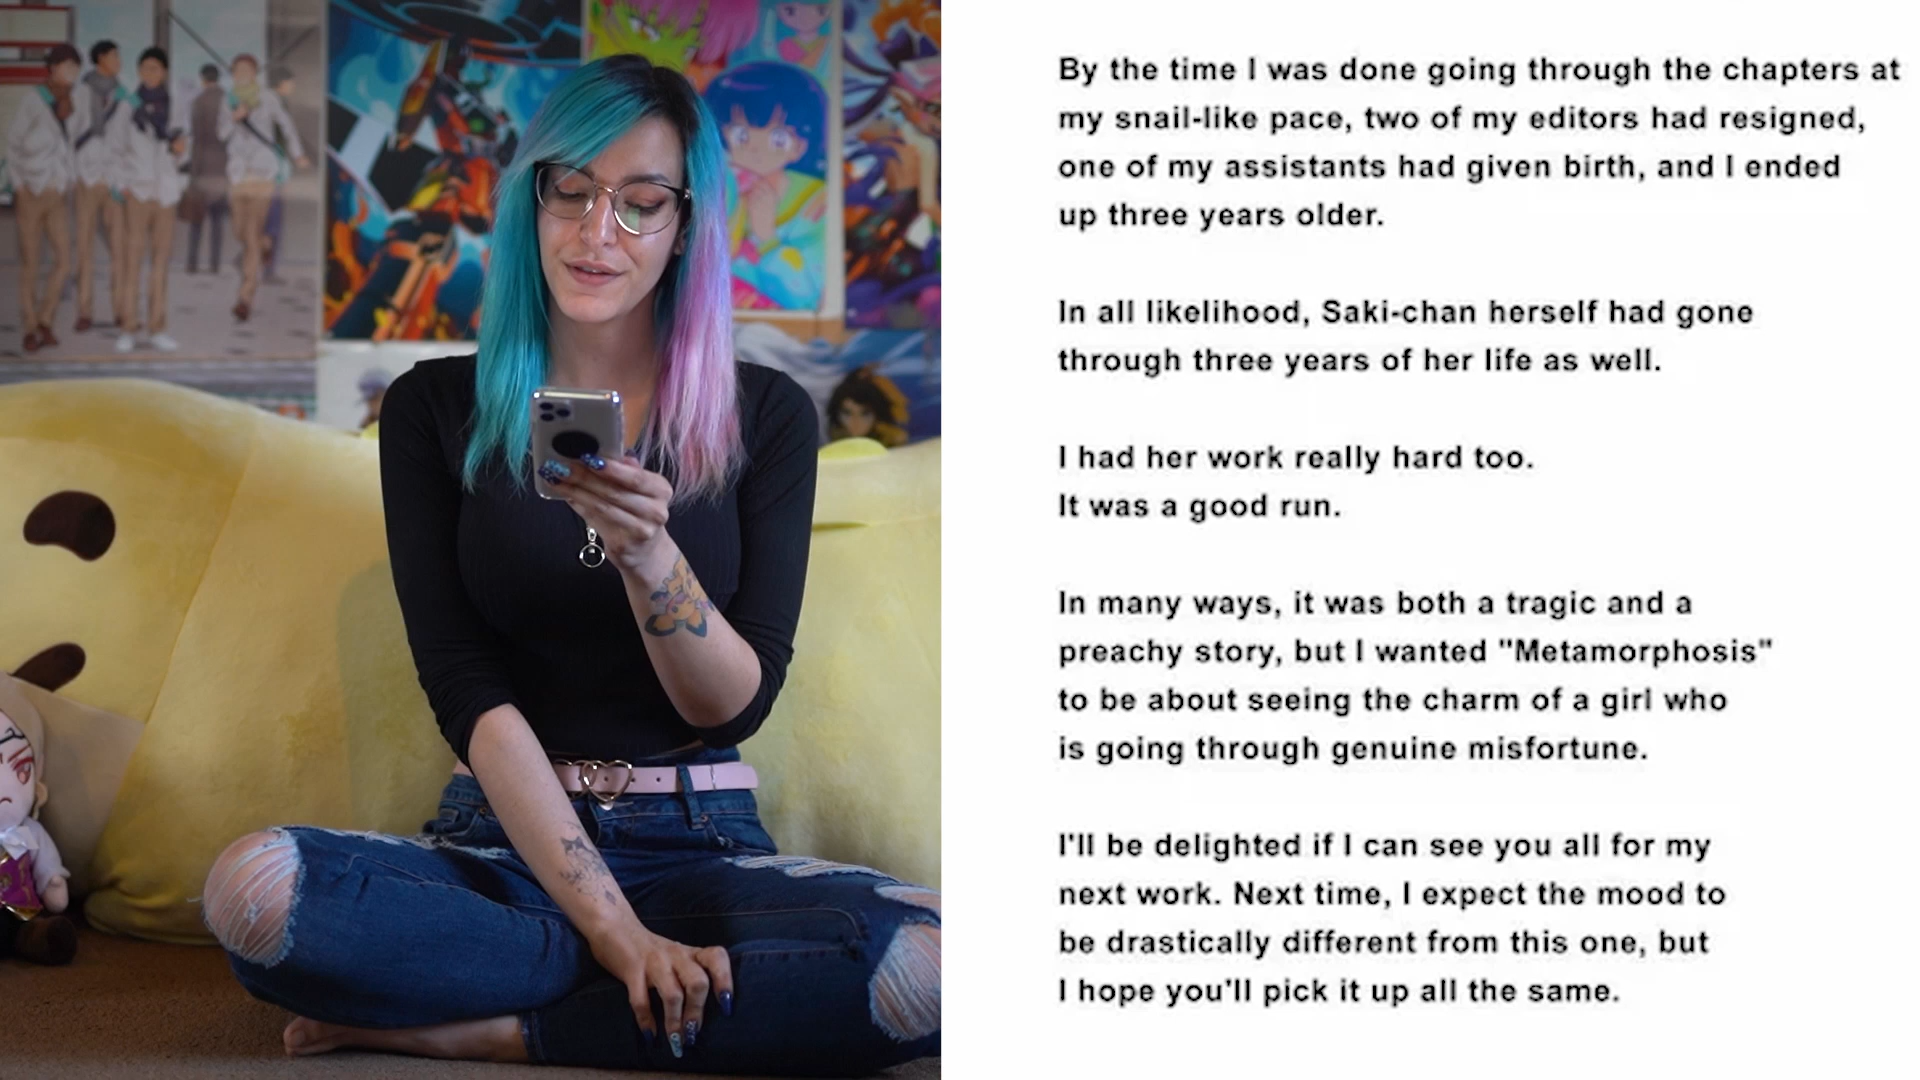 By the time I was done going through the chapters at
my snail-like pace, two of my editors had resigned,
one of my assistants had given birth, and I ended
up three years older.
In all likelihood, Saki-chan herself had gone
through three years of her life as well.
I had her work really hard too.
It was a good run.
In many ways, it was both a tragic and a
preachy story, but I wanted "Metamorphosis"
to be about seeing the charm of a girl who
is going through genuine misfortune.
I'll be delighted if I can see you all for my
next work. Next time, I expect the mood to
be drastically different from this one, but
I hope you'll pick it up all the same.